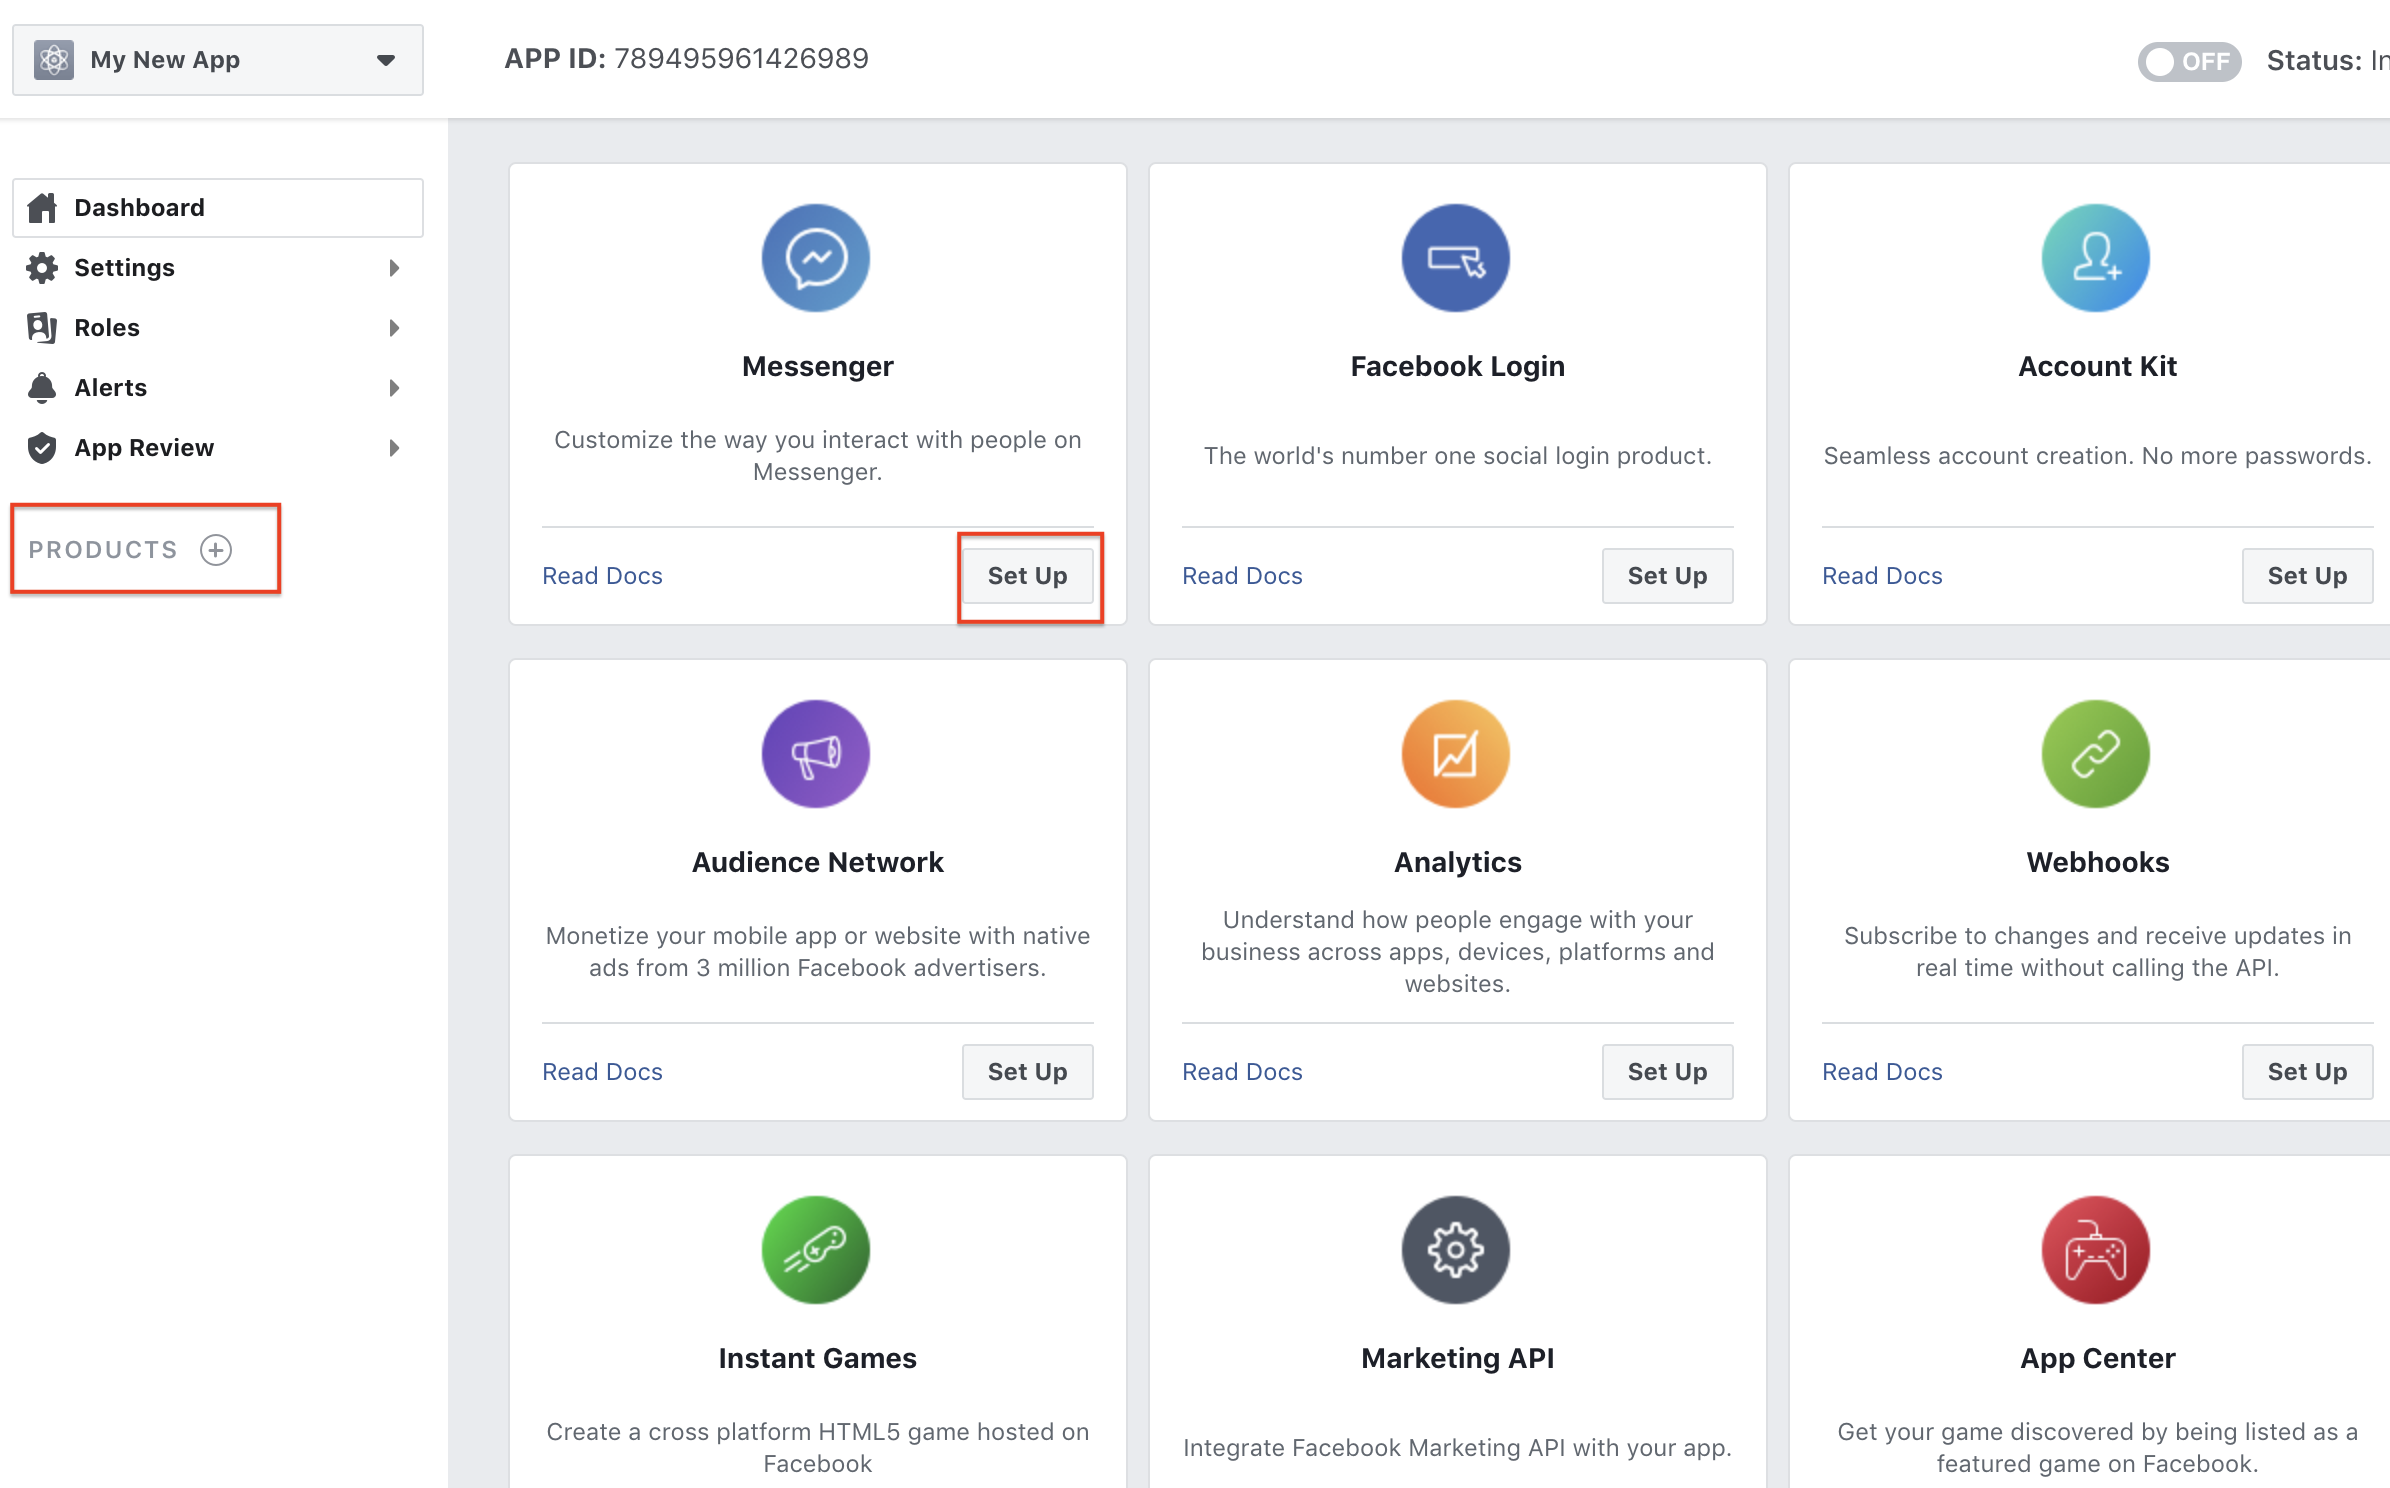 My New App
APP ID: 789495961426989
OFF
Status: In
Dashboard
Settings
Roles
Alerts
App Review
PRODUCTS
Messenger
Customize the way you interact with people on
Messenger.
Read Docs
Set Up
Facebook Login
The world's number one social login product.
Read Docs
Set Up
Account Kit
Seamless account creation. No more passwords.
Read Docs
Set Up
Audience Network
Monetize your mobile app or website with native
ads from 3 million Facebook advertisers.
Read Docs
Set Up
Analytics
Understand how people engage with your
business across apps, devices, platforms and
websites.
Read Docs
Set Up
Webhooks
Subscribe to changes and receive updates in
real time without calling the API.
Read Docs
Set Up
Instant Games
Create a cross platform HTML5 game hosted on
Facebook
Marketing API
Integrate Facebook Marketing API with your app.
App Center
Get your game discovered by being listed as a
featured game on Facebook.